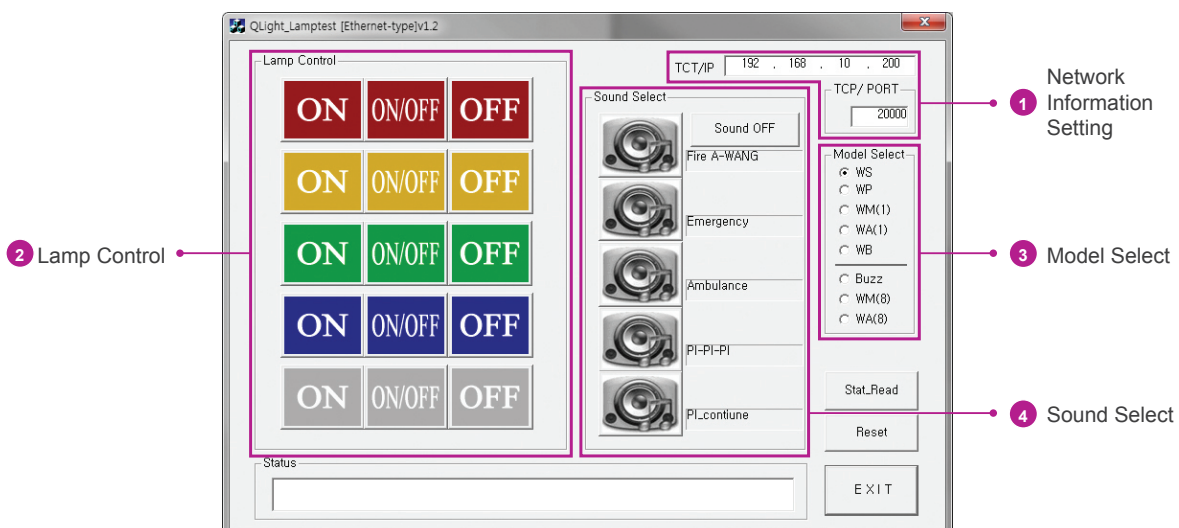 QLight_Lamptest [Ethernet-type]v1.2
Lamp Control
ON ON/OFF OFF
ON ON/OFF OFF
ON ON/OFF OFF
ON ON/OFF OFF
ON ON/OFF OFF
TCT/IP 192 . 168 . 10 . 200
TCP/ PORT
20000
Sound Select
Sound OFF
Fire A-WANG
Emergency
Ambulance
PI-PI-PI
PI_contiune
Model Select
WS
WP
WM(1)
WA(1)
WB
Buzz
WM(8)
WA(8)
Stat_Read
Reset
EXIT
Status
1 Network
Information
Setting
2 Lamp Control
3 Model Select
4 Sound Select